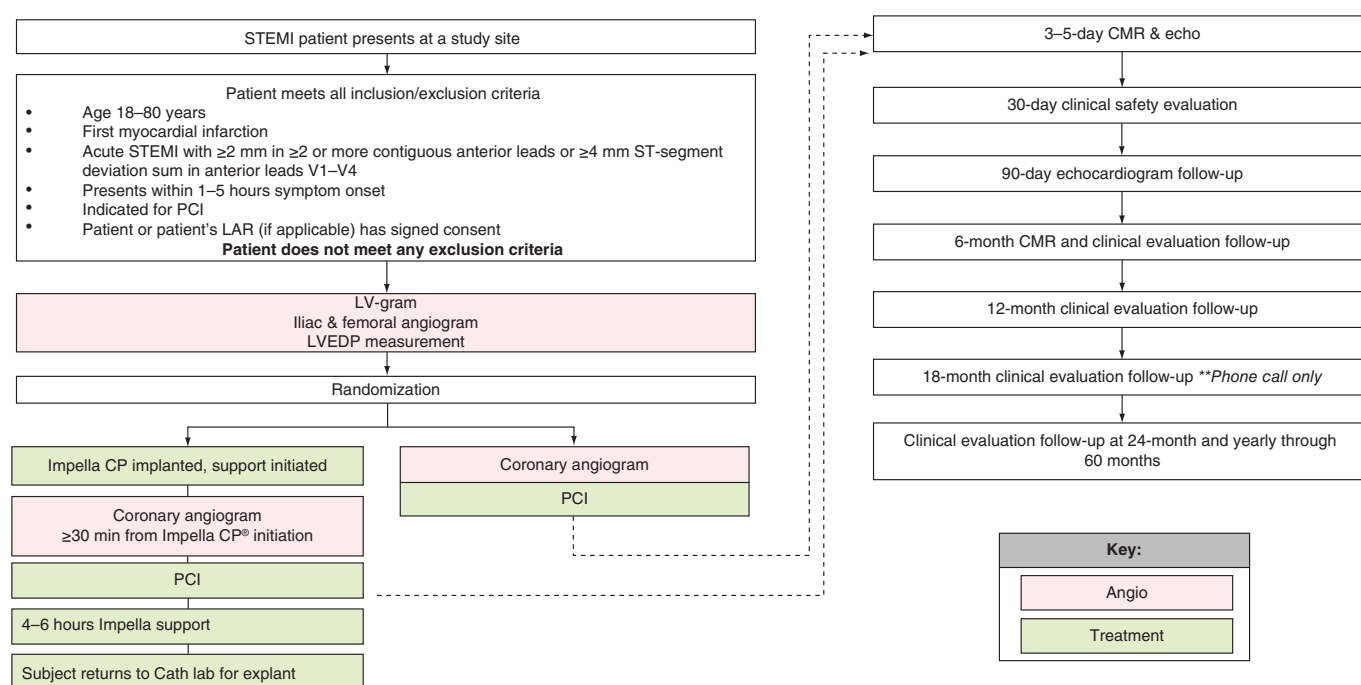 STEMI patient presents at a study site
Patient meets all inclusion/exclusion criteria
• Age 18–80 years
• First myocardial infarction
• Acute STEMI with ≥2 mm in ≥2 or more contiguous anterior leads or ≥4 mm ST-segment
deviation sum in anterior leads V1–V4
• Presents within 1–5 hours symptom onset
• Indicated for PCI
• Patient or patient's LAR (if applicable) has signed consent
Patient does not meet any exclusion criteria
LV-gram
Iliac & femoral angiogram
LVEDP measurement
Randomization
Impella CP implanted, support initiated
Coronary angiogram
≥30 min from Impella CP® initiation
PCI
4–6 hours Impella support
Subject returns to Cath lab for explant
Coronary angiogram
PCI
3–5-day CMR & echo
30-day clinical safety evaluation
90-day echocardiogram follow-up
6-month CMR and clinical evaluation follow-up
12-month clinical evaluation follow-up
18-month clinical evaluation follow-up **Phone call only
Clinical evaluation follow-up at 24-month and yearly through
60 months
Key:
Angio
Treatment